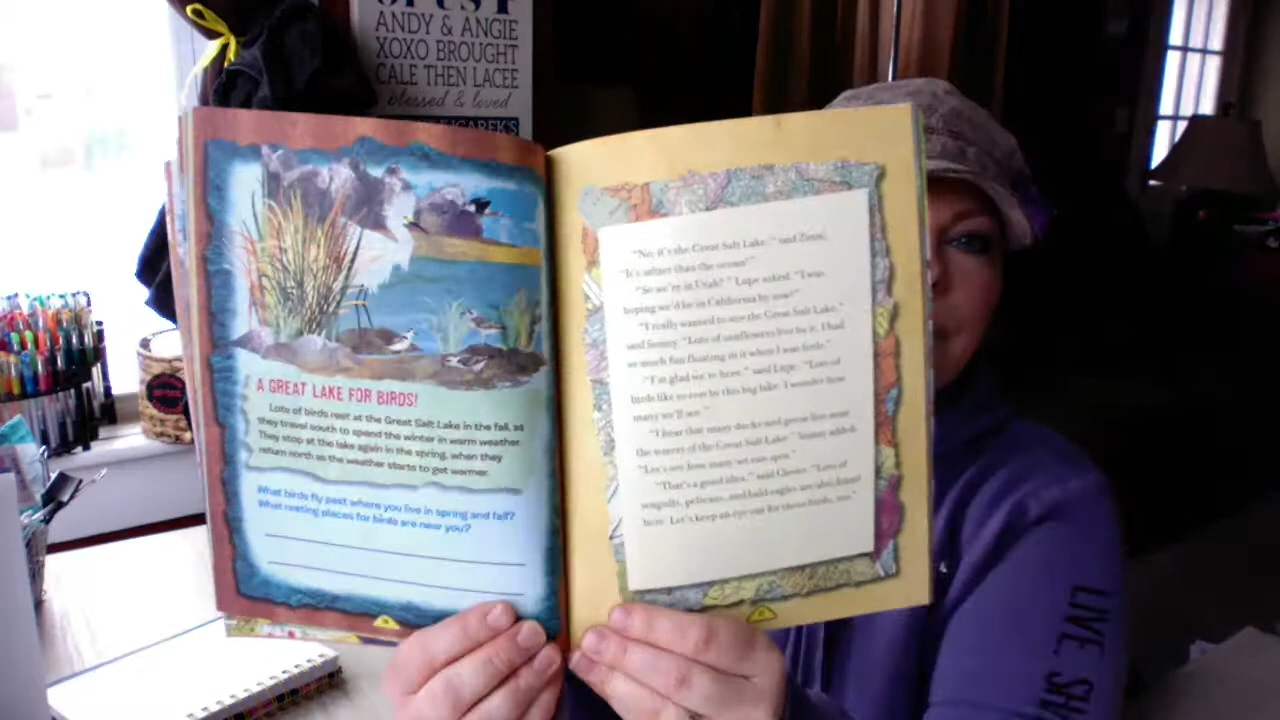 ANDY & ANGIE
XOXO BROUGHT
CALE THEN LACEE
blessed & loved
A GREAT LAKE FOR BIRDS!
Lots of birds rest at the Great Salt Lake in the fall, as
they travel south to spend the winter in warm weather.
They stop at the lake again in the spring, when they
return north as the weather starts to get warmer.
What birds fly past where you live in spring and fall?
What resting places for birds are near you?
"No, it's the Great Salt Lake,"  said
"It's saltier than the ocean!"
"So we're in Utah?" Lupe asked. "I was
hoping we'd be in California by now!"
"I really wanted to see the Great Salt Lake,"
said Sunny. "Lots of sunflowers live by it. I had
so much fun floating in it when I was little."
"I'm glad we're here," said Lupe. "Lots of
birds like to rest by this big lake. I wonder how
many we'll see."
"I hear that many ducks and geese live near
the waters of the Great Salt Lake," Sunny added.
"Let's see how many we can spot."
"That's a good idea," said Chester. "Lots of
seagulls, pelicans, and bald eagles are also found
here. Let's keep an eye out for those birds, too."
LIVE